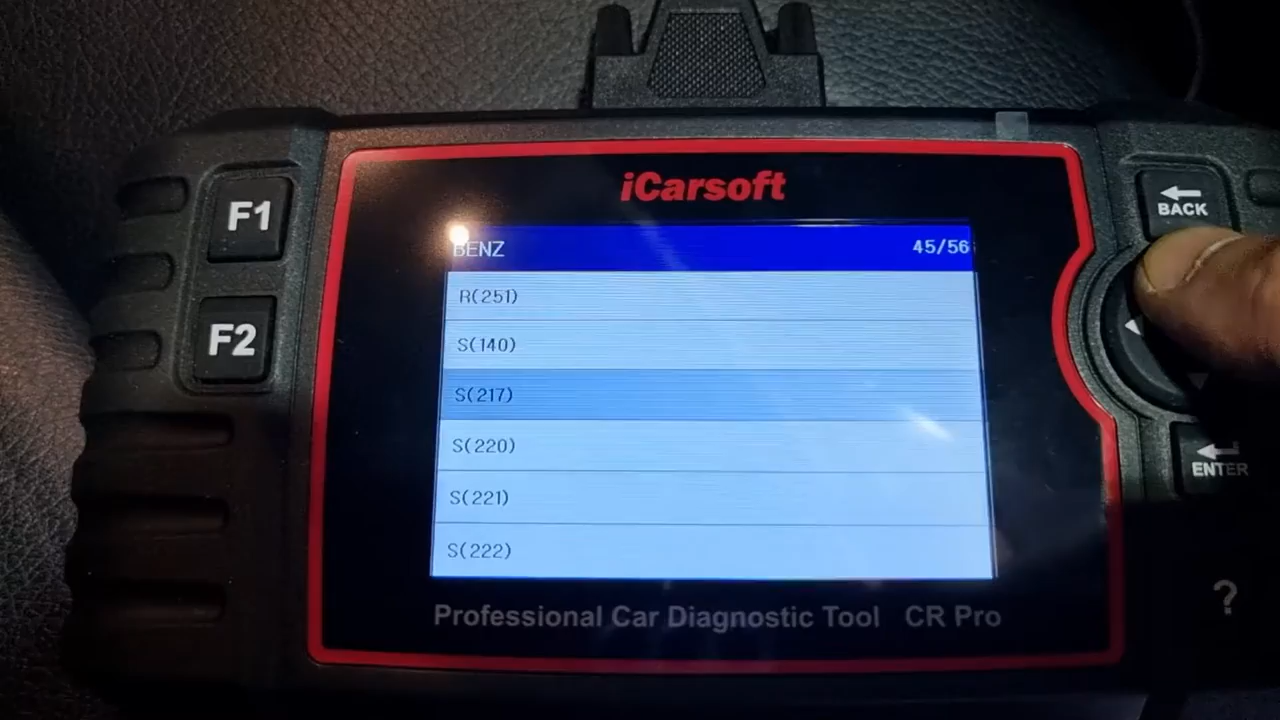 iCarsoft
F1
F2
BACK
BENZ 45/56
R(251)
S(140)
S(217)
S(220)
S(221)
S(222)
ENTER
?
Professional Car Diagnostic Tool CR Pro